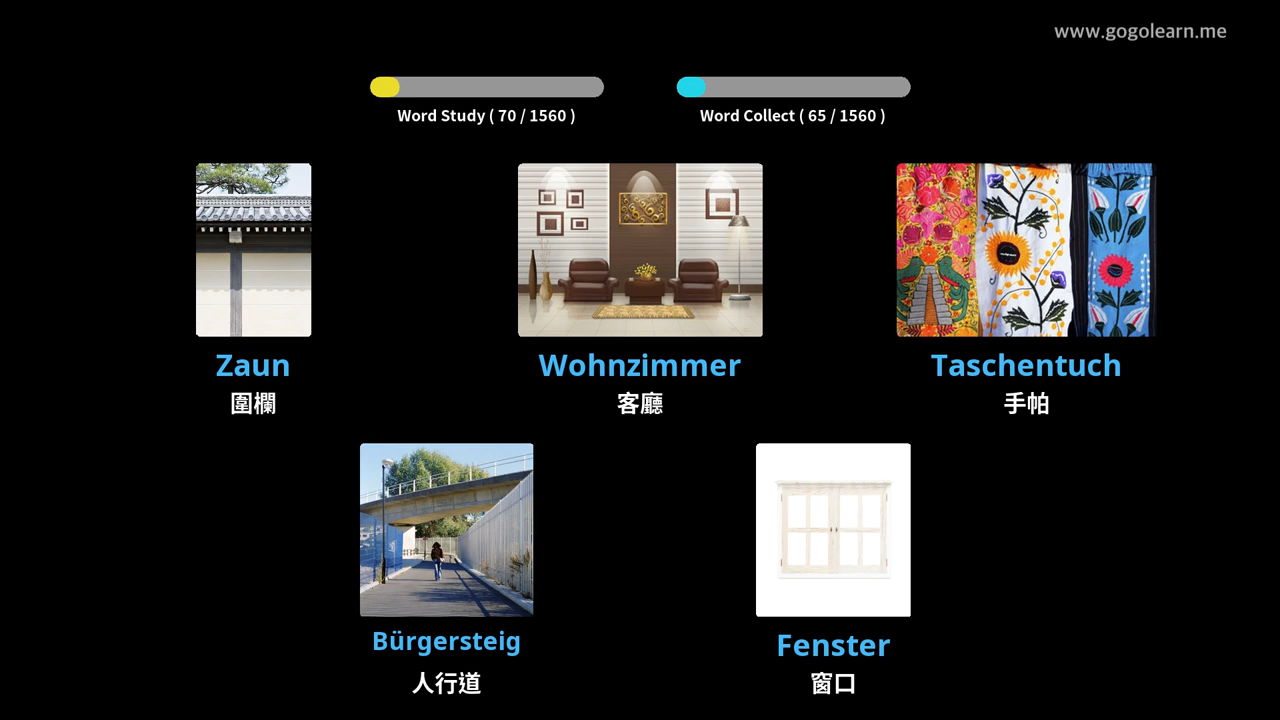 www.gogolearn.me
Word Study ( 70 / 1560 )
Word Collect ( 65 / 1560 )
Zaun
圍欄
Wohnzimmer
客廳
Taschentuch
手帕
Bürgersteig
人行道
Fenster
窗口